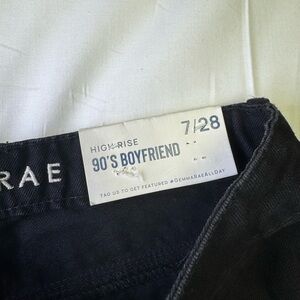 RAE
HIGH RISE
7/28
90'S BOYFRIEND
TAG US TO GET FEATURED #GEMMARAEALLDAY